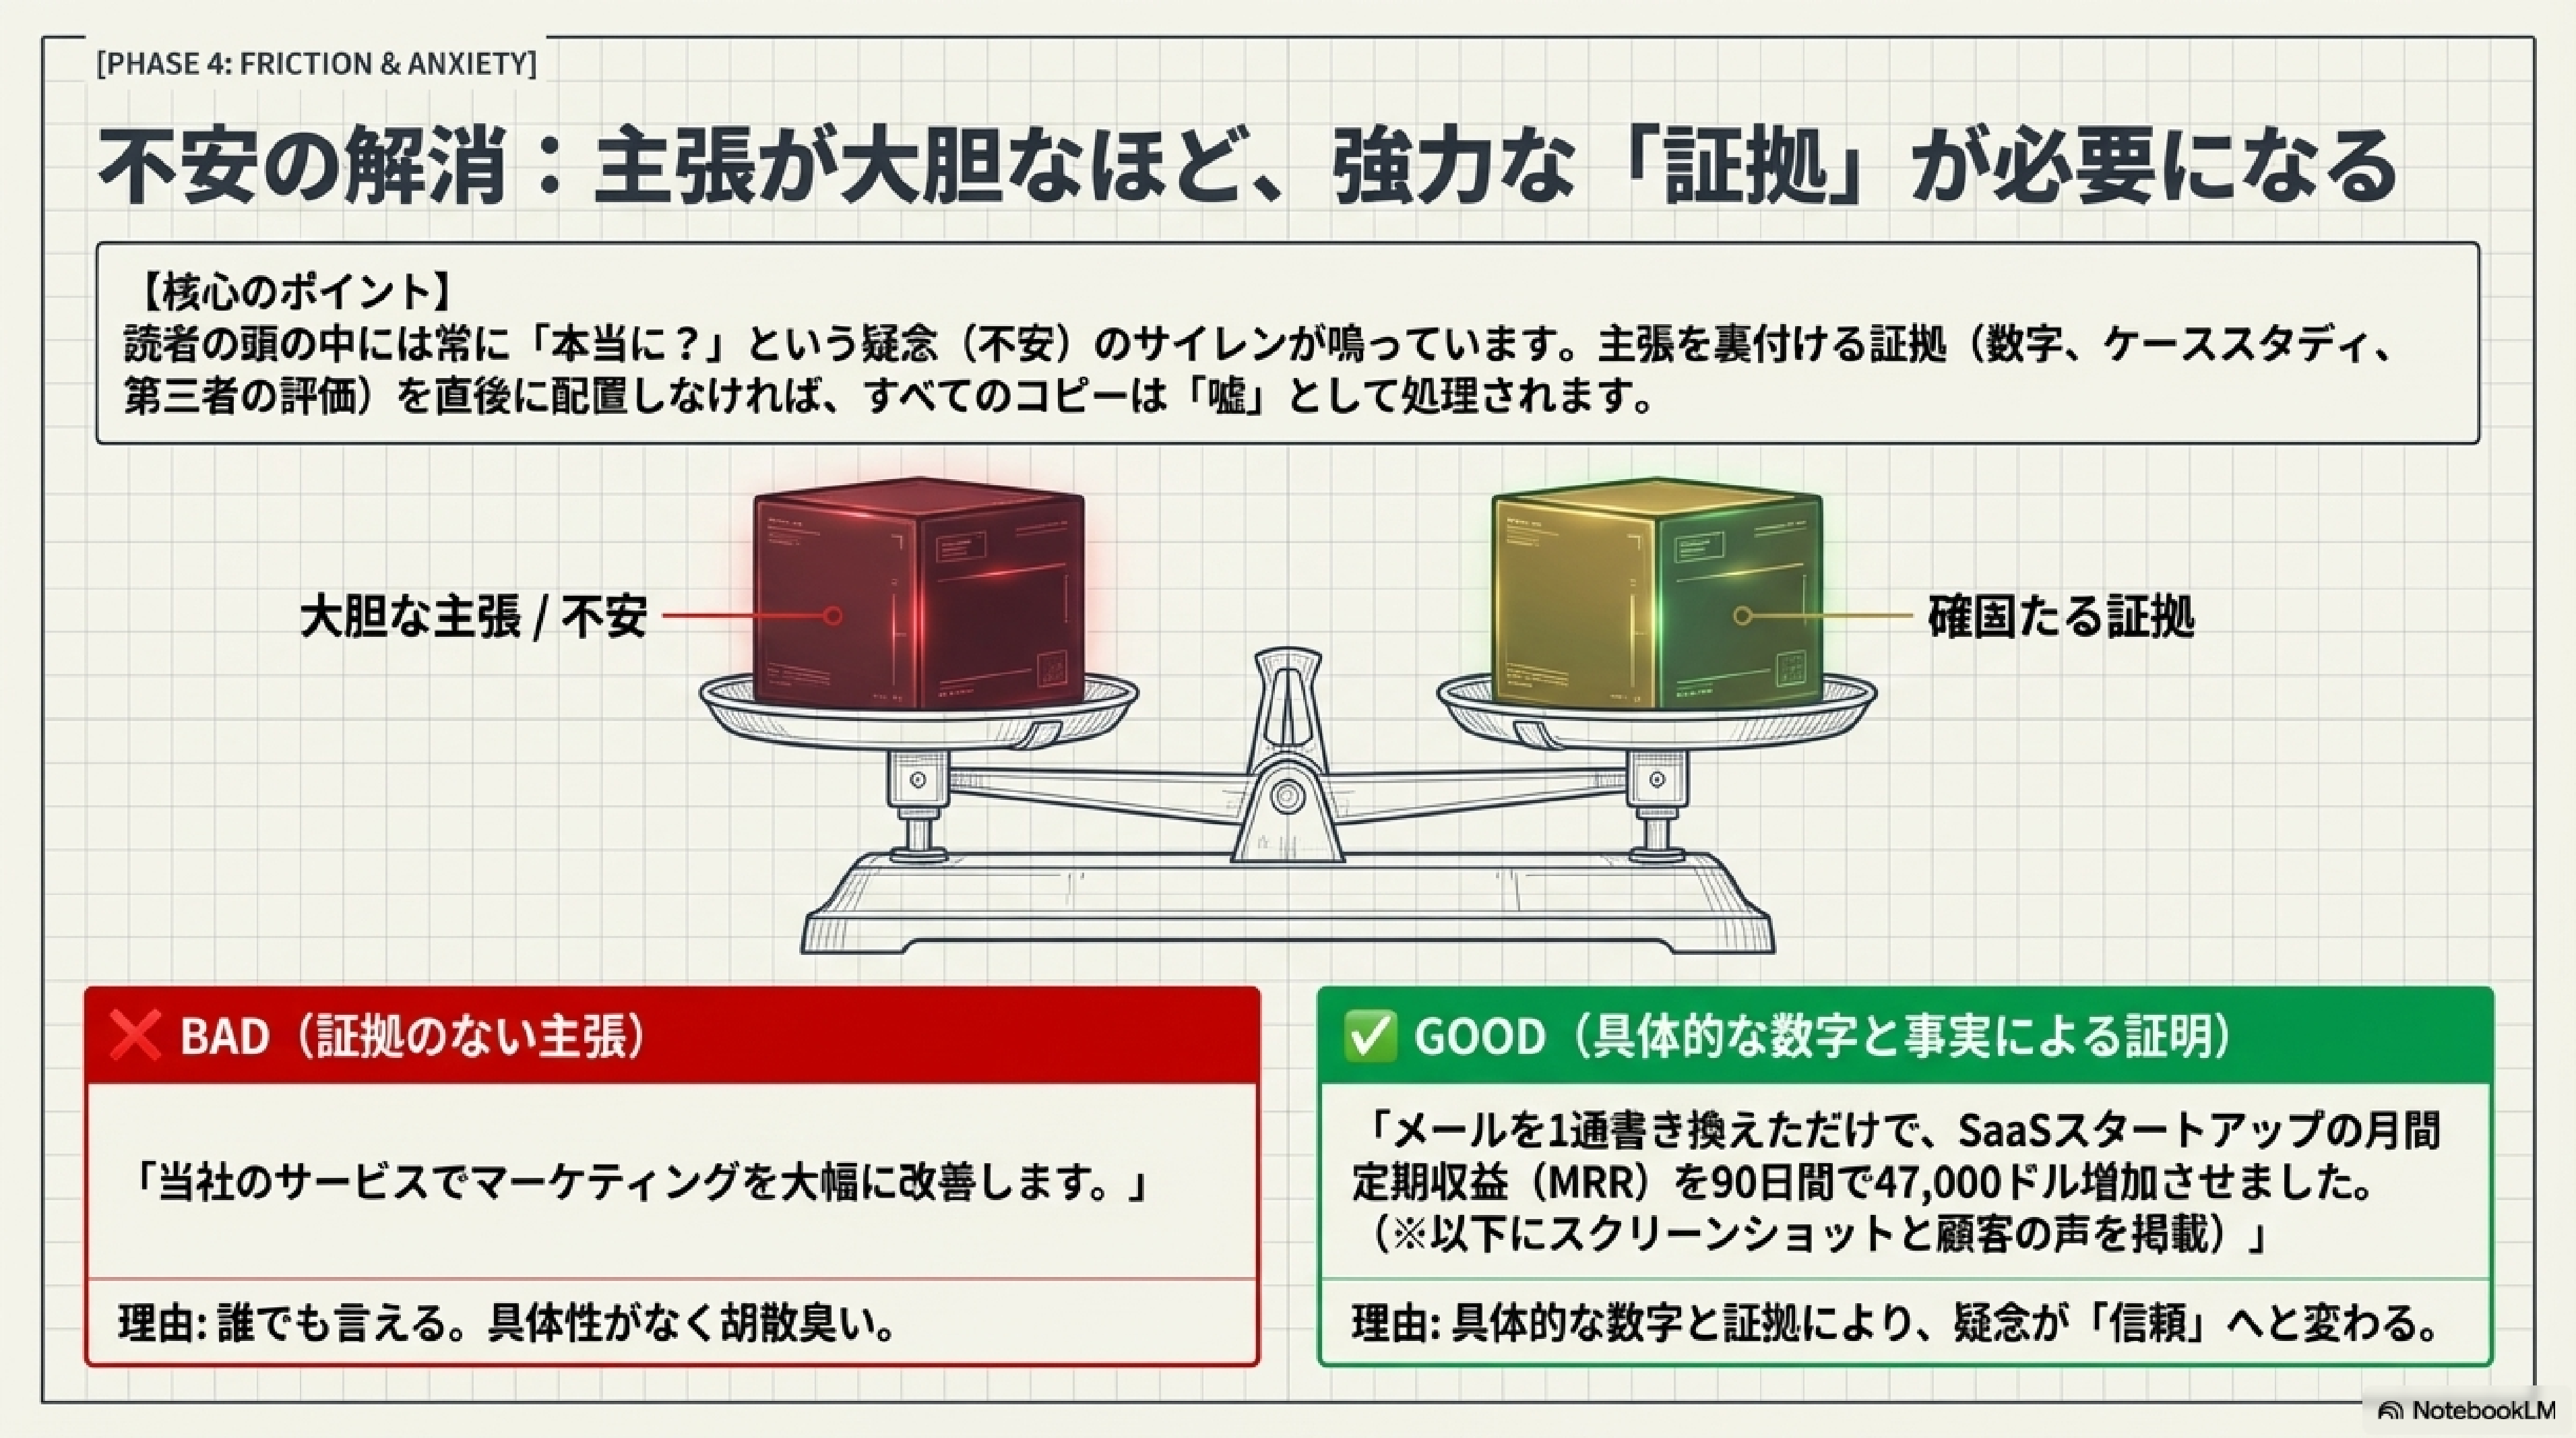 [PHASE 4: FRICTION & ANXIETY]
不安の解消：主張が大胆なほど、強力な「証拠」が必要になる
【核心のポイント】
読者の頭の中には常に「本当に？」という疑念（不安）のサイレンが鳴っています。主張を裏付ける証拠（数字、ケーススタディ、
第三者の評価）を直後に配置しなければ、すべてのコピーは「嘘」として処理されます。
大胆な主張 / 不安
確固たる証拠
❌ BAD（証拠のない主張）
「当社のサービスでマーケティングを大幅に改善します。」
理由: 誰でも言える。具体性がなく胡散臭い。
✅ GOOD（具体的な数字と事実による証明）
「メールを1通書き換えただけで、SaaSスタートアップの月間
定期収益（MRR）を90日間で47,000ドル増加させました。
（※以下にスクリーンショットと顧客の声を掲載）」
理由: 具体的な数字と証拠により、疑念が「信頼」へと変わる。
NotebookLM